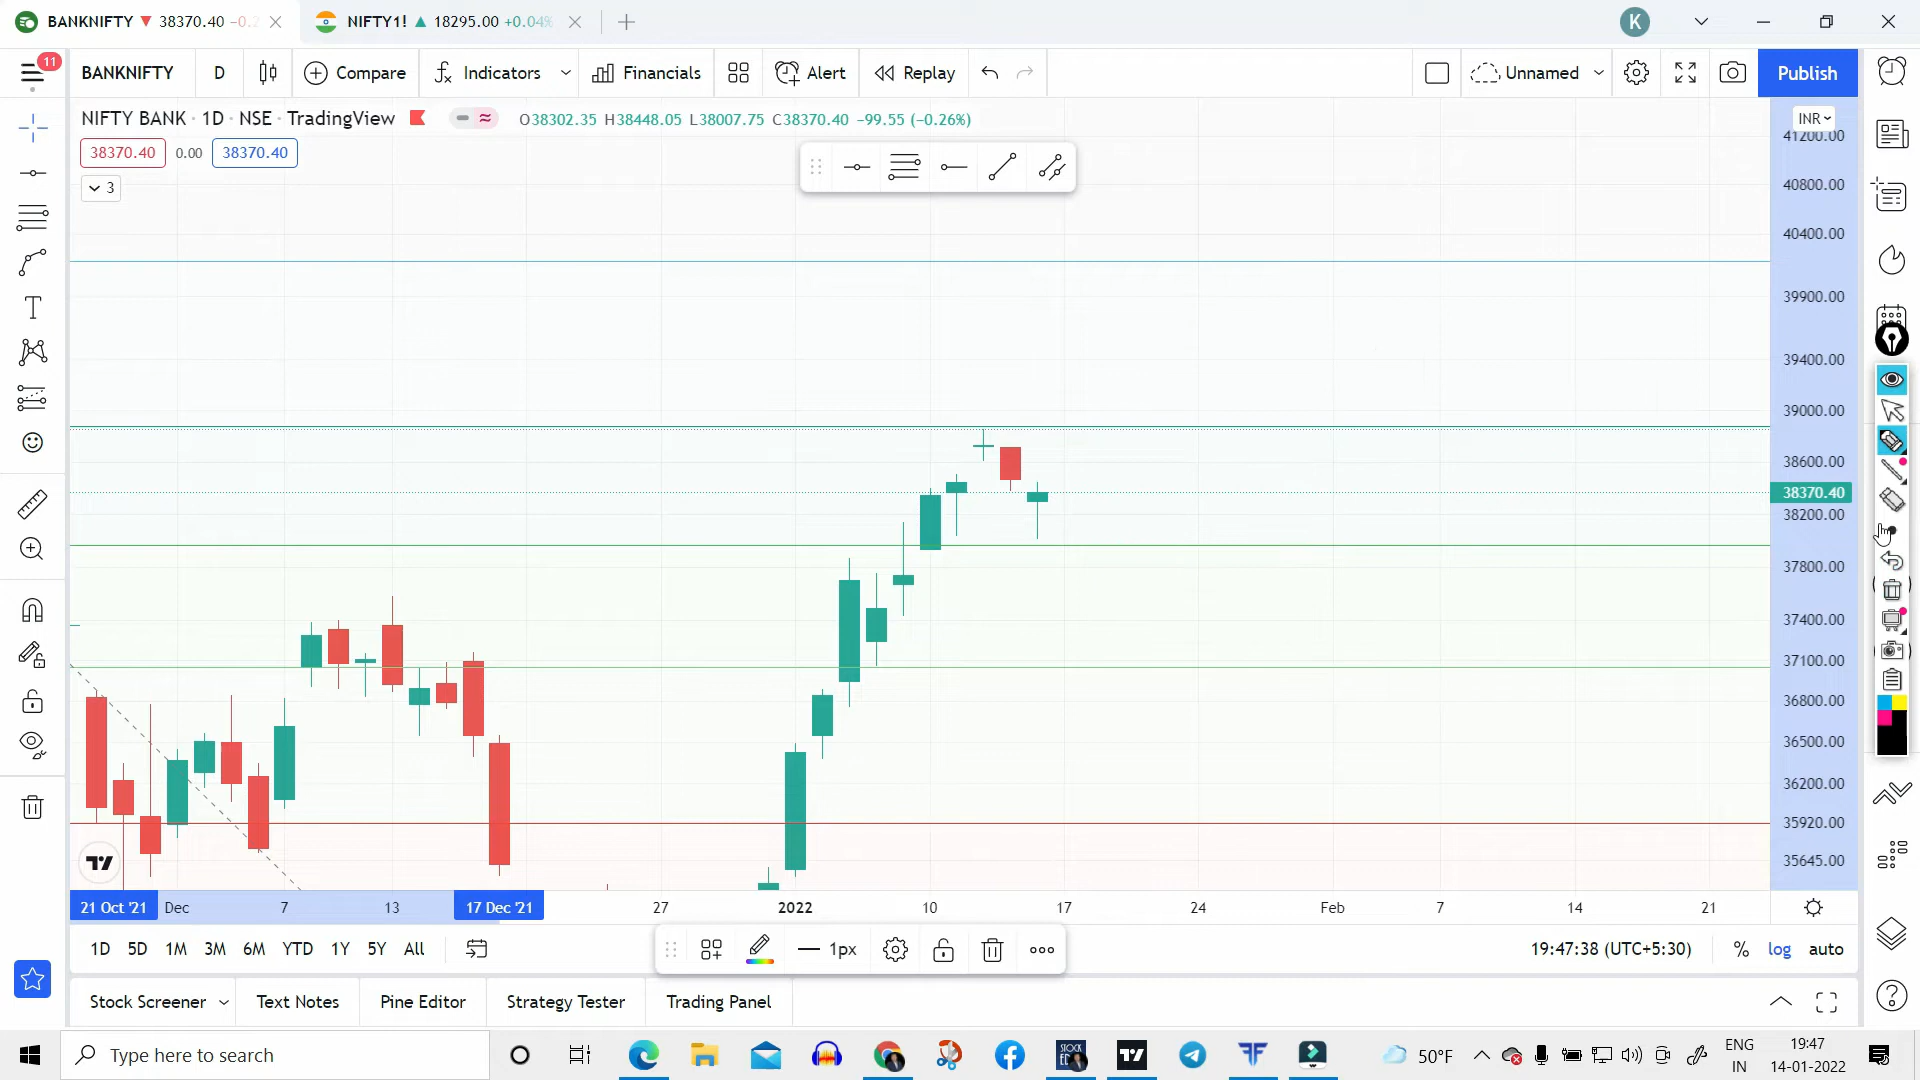 BANKNIFTY ▼ 38370.40 −0.2
NIFTY1! ▲ 18295.00 +0.04%
K
11
BANKNIFTY D Compare Indicators Financials Alert Replay Unnamed Publish
NIFTY BANK · 1D · NSE · TradingView O38302.35 H38448.05 L38007.75 C38370.40 −99.55 (−0.26%)
INR
38370.40 0.00 38370.40
3
41200.00
40800.00
40400.00
39900.00
39400.00
39000.00
38600.00
38370.40
38200.00
37800.00
37400.00
37100.00
36800.00
36500.00
36200.00
35920.00
35645.00
21 Oct '21 Dec 7 13 17 Dec '21 27 2022 10 17 24 Feb 7 14 21
1D 5D 1M 3M 6M YTD 1Y 5Y All 1px 19:47:38 (UTC+5:30) % log auto
Stock Screener Text Notes Pine Editor Strategy Tester Trading Panel
Type here to search
STOCK
50°F
ENG
IN
19:47
14-01-2022